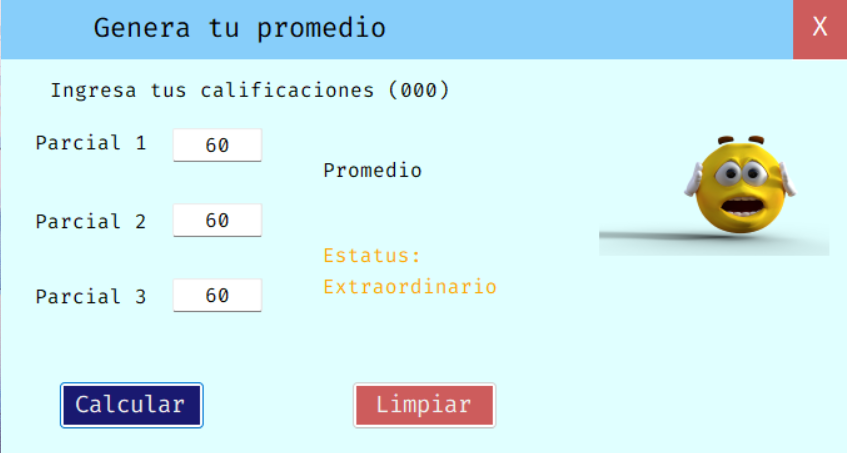 Genera tu promedio
X
Ingresa tus calificaciones (000)
Parcial 1 60
Promedio
Parcial 2 60
Estatus:
Extraordinario
Parcial 3 60
Calcular
Limpiar